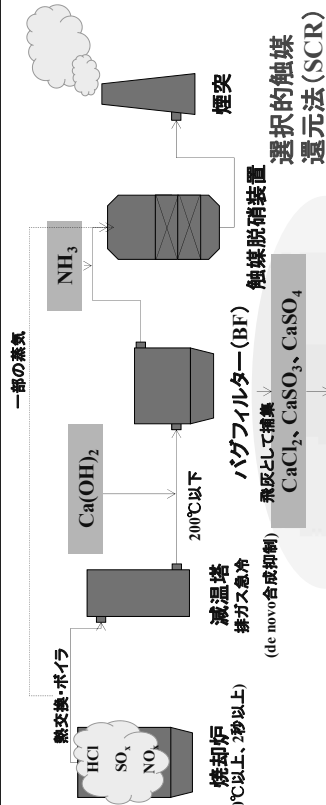 一部の蒸気
熱交換・ボイラ
HCl
SOx
NOx
焼却炉
℃以上、2秒以上)
減温塔
排ガス急冷
(de novo合成抑制)
Ca(OH)2
200℃以下
バグフィルター(BF)
飛灰として捕集
CaCl2、CaSO3、CaSO4
NH3
触媒脱硝装置
煙突
選択的触媒
還元法(SCR)